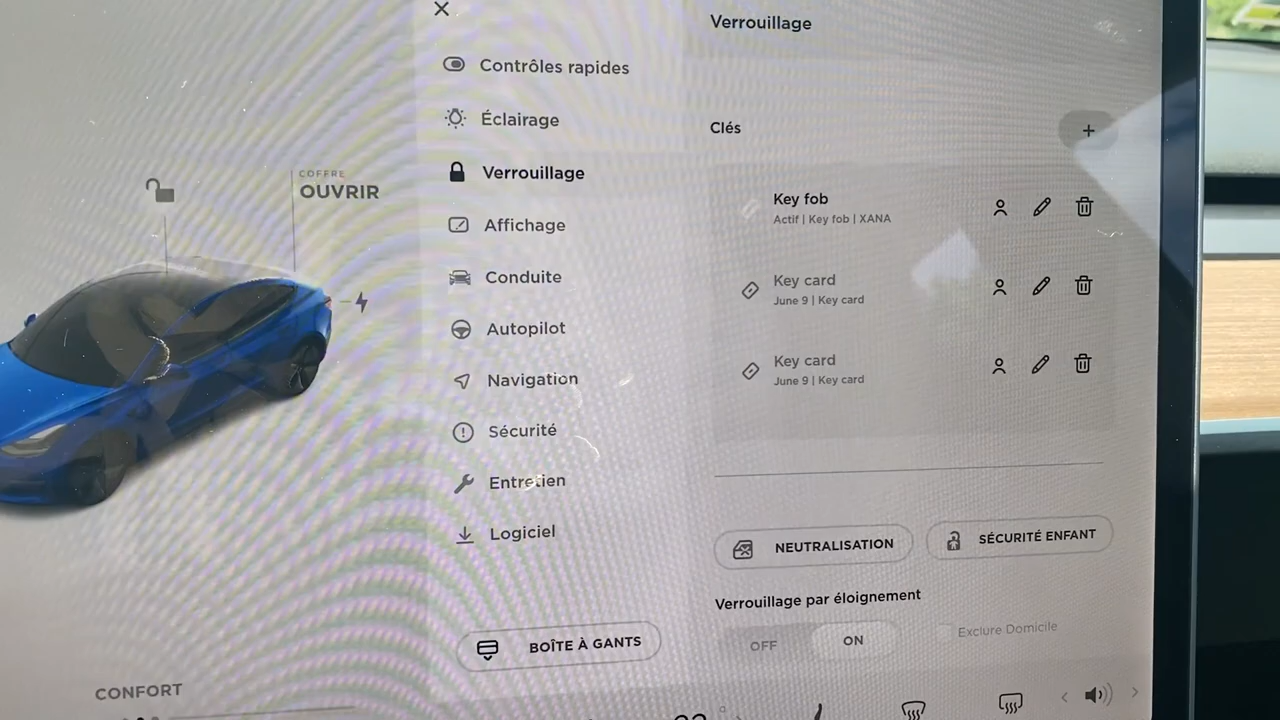 Verrouillage
Contrôles rapides
Éclairage
Clés
+
Verrouillage
COFFRE
OUVRIR
Key fob
Actif | Key fob | XANA
Affichage
Conduite
Key card
June 9 | Key card
Autopilot
Navigation
Key card
June 9 | Key card
Sécurité
Entretien
Logiciel
NEUTRALISATION
SÉCURITÉ ENFANT
Verrouillage par éloignement
OFF
ON
Exclure Domicile
BOÎTE À GANTS
CONFORT